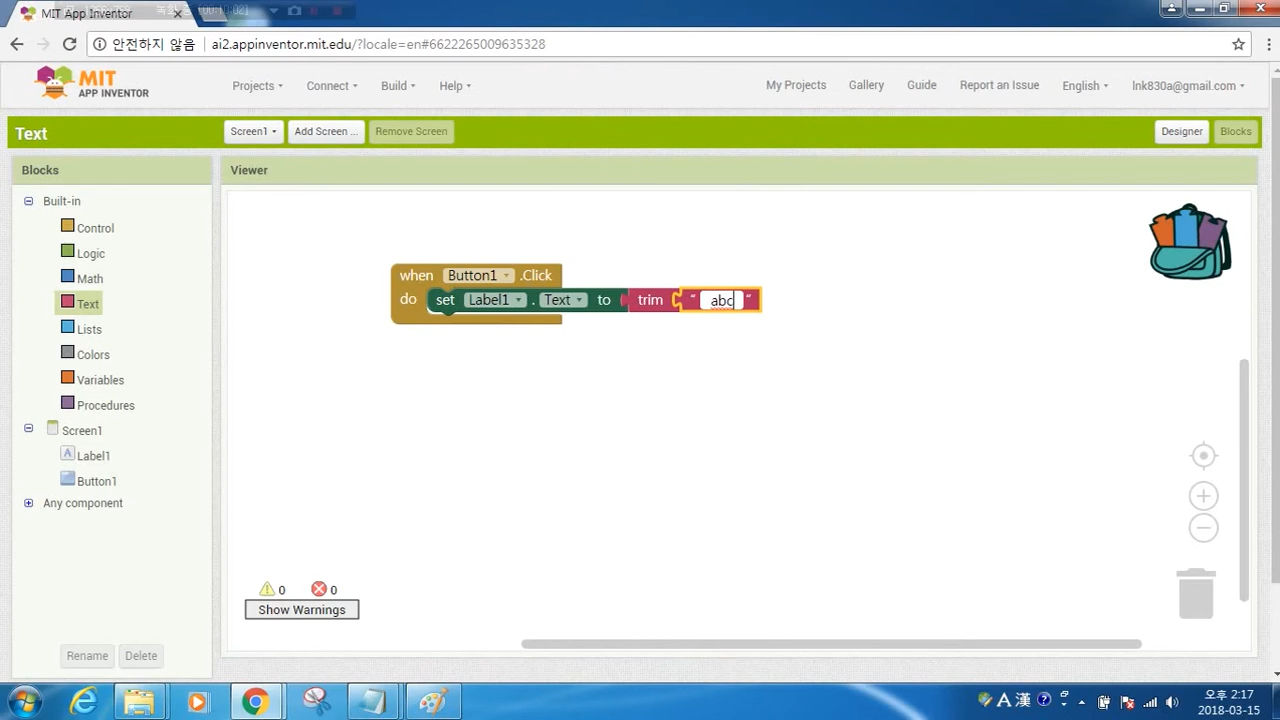 MIT App Inventor
안전하지 않음 ai2.appinventor.mit.edu/?locale=en#6622265009635328
MIT
APP INVENTOR
Projects Connect Build Help My Projects Gallery Guide Report an Issue English lnk830a@gmail.com
Text Screen1 Add Screen ... Remove Screen Designer Blocks
Blocks Viewer
Built-in
Control
Logic
Math
Text
Lists
Colors
Variables
Procedures
Screen1
Label1
Button1
Any component
when Button1 .Click
do set Label1 . Text to trim " abc "
0 0
Show Warnings
Rename Delete
A 漢 오후 2:17
2018-03-15